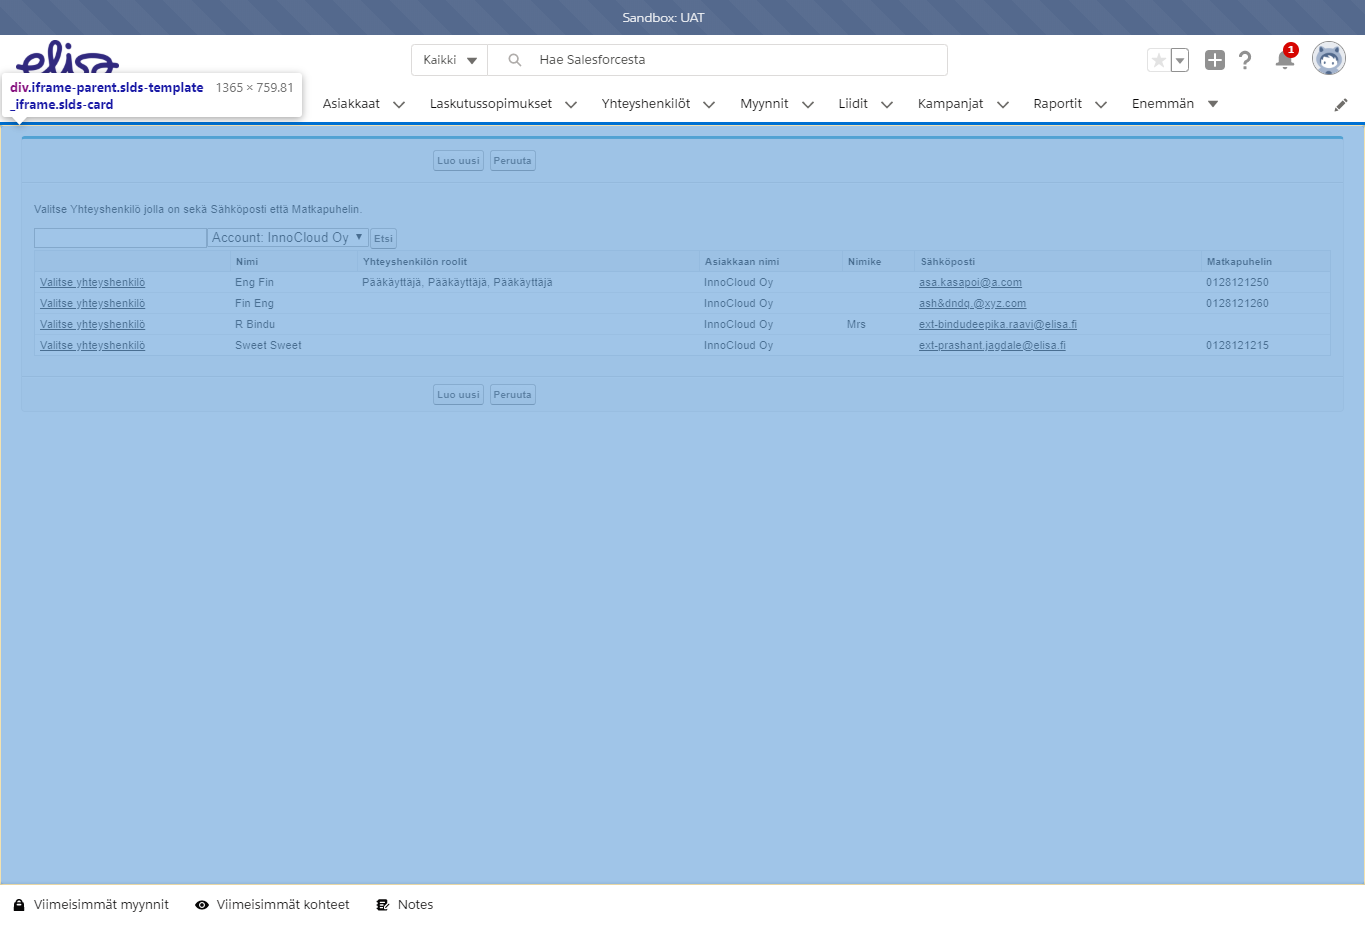 Sandbox: UAT
elisa
Kaikki Hae Salesforcesta 1
div.iframe-parent.slds-template 1365 × 759.81
_iframe.slds-card
Asiakkaat Laskutussopimukset Yhteyshenkilöt Myynnit Liidit Kampanjat Raportit Enemmän
Luo uusi Peruuta
Valitse Yhteyshenkilö jolla on sekä Sähköposti että Matkapuhelin.
Account: InnoCloud Oy Etsi
Nimi Yhteyshenkilön roolit Asiakkaan nimi Nimike Sähköposti Matkapuhelin
Valitse yhteyshenkilö Eng Fin Pääkäyttäjä, Pääkäyttäjä, Pääkäyttäjä InnoCloud Oy asa.kasapoi@a.com 0128121250
Valitse yhteyshenkilö Fin Eng InnoCloud Oy ash&dndq.@xyz.com 0128121260
Valitse yhteyshenkilö R Bindu InnoCloud Oy Mrs ext-bindudeepika.raavi@elisa.fi
Valitse yhteyshenkilö Sweet Sweet InnoCloud Oy ext-prashant.jagdale@elisa.fi 0128121215
Luo uusi Peruuta
Viimeisimmät myynnit Viimeisimmät kohteet Notes